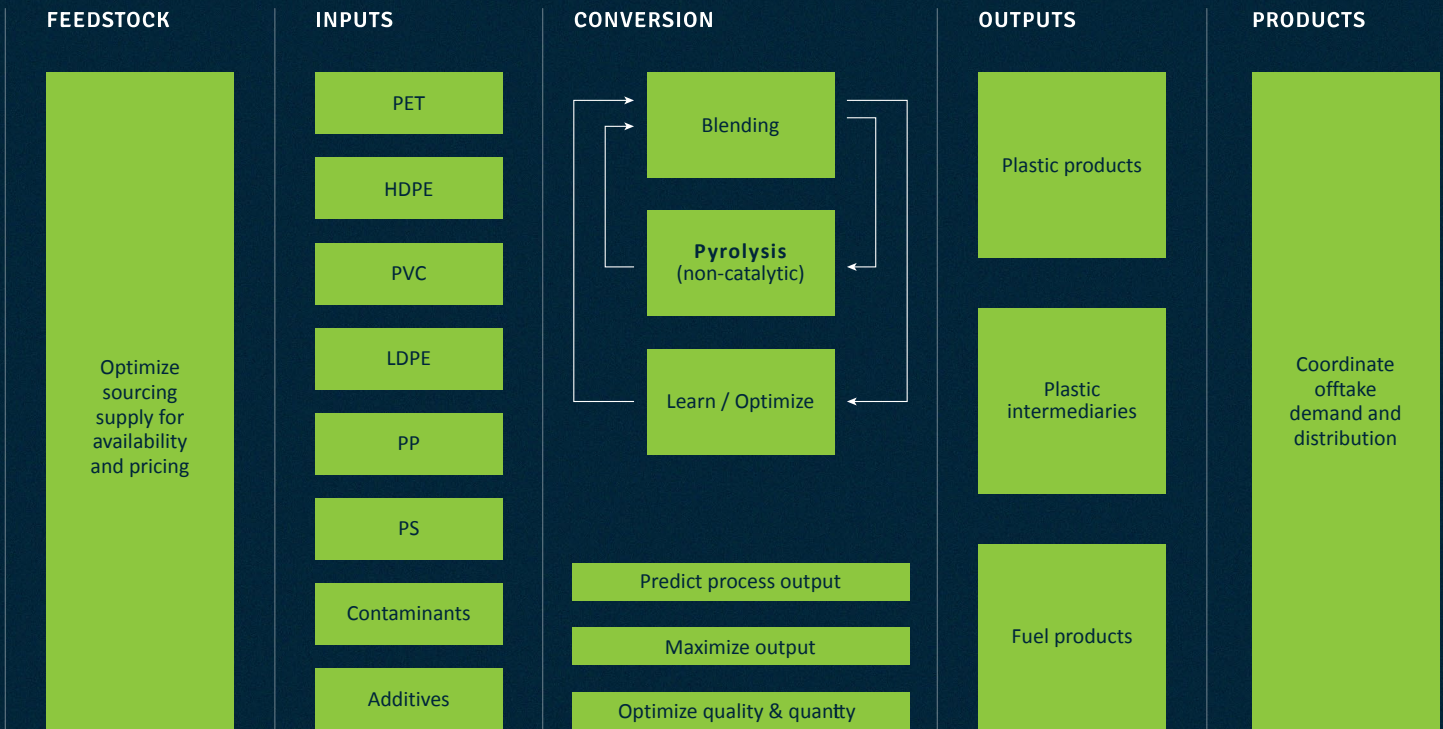 FEEDSTOCK
Optimize
sourcing
supply for
availability
and pricing
INPUTS
PET
HDPE
PVC
LDPE
PP
PS
Contaminants
Additives
CONVERSION
Blending
Pyrolysis
(non-catalytic)
Learn / Optimize
Predict process output
Maximize output
Optimize quality & quantty
OUTPUTS
Plastic products
Plastic
intermediaries
Fuel products
PRODUCTS
Coordinate
offtake
demand and
distribution